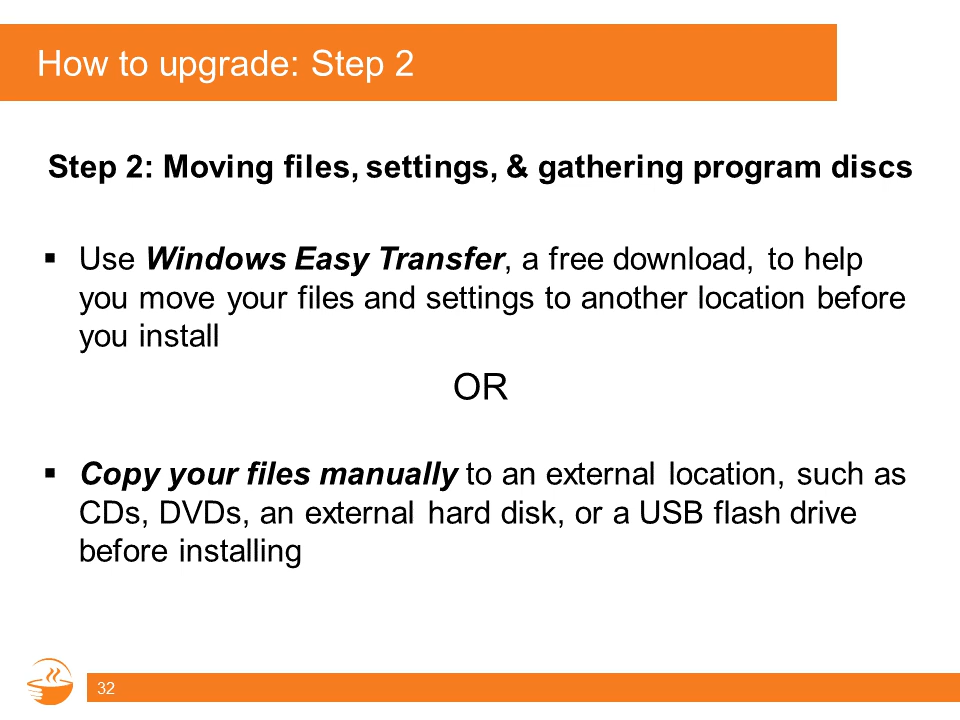 How to upgrade: Step 2
Step 2: Moving files, settings, & gathering program discs
▪ Use Windows Easy Transfer, a free download, to help
you move your files and settings to another location before
you install
OR
▪ Copy your files manually to an external location, such as
CDs, DVDs, an external hard disk, or a USB flash drive
before installing
32